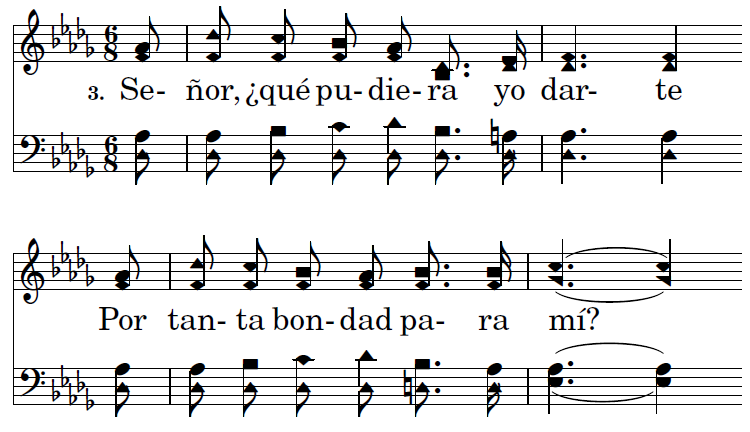 3. Se- ñor, ¿qué pu- die- ra yo dar- te
Por tan- ta bon- dad pa- ra mí?